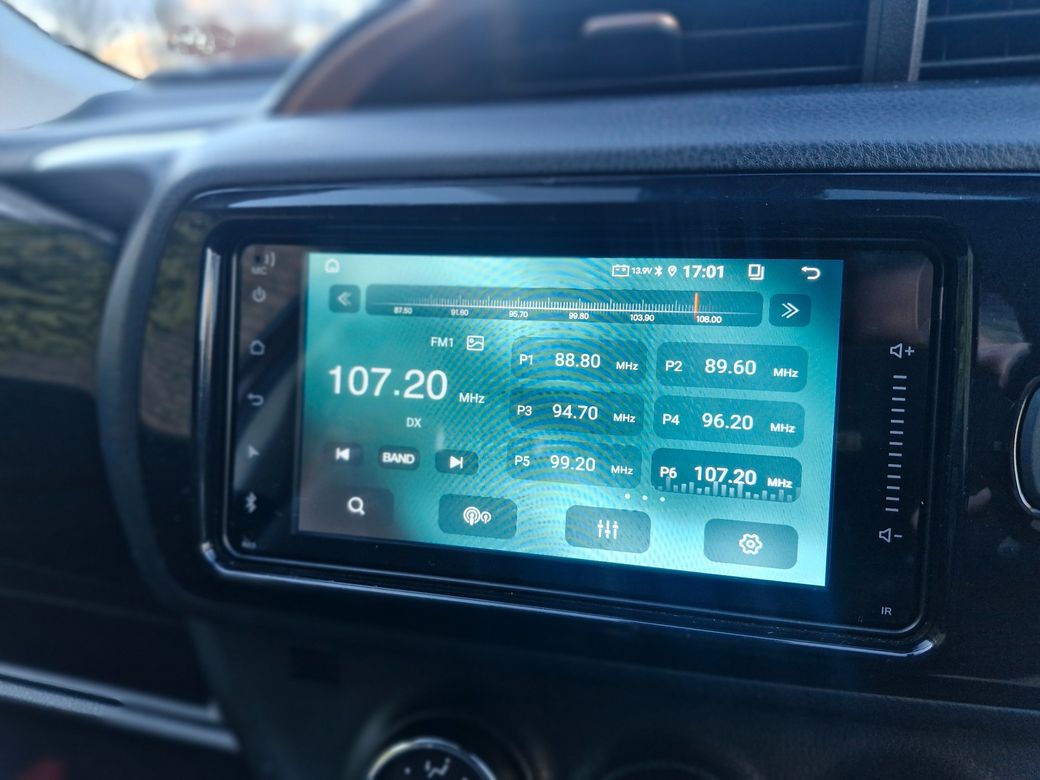 MIC
13.9V 17:01
87.50 91.60 95.70 99.80 103.90 108.00
FM1
107.20 MHz
DX
BAND
P1 88.80 MHz
P2 89.60 MHz
P3 94.70 MHz
P4 96.20 MHz
P5 99.20 MHz
P6 107.20 MHz
IR